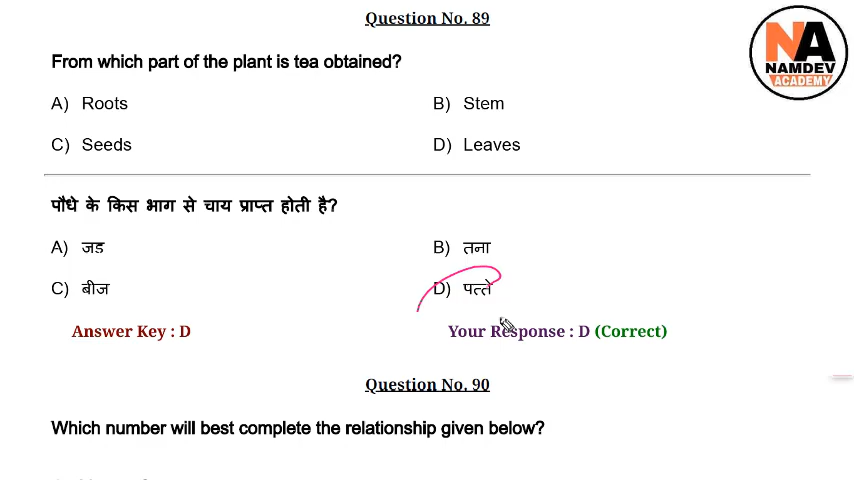 Question No. 89
NA
NAMDEV
ACADEMY
From which part of the plant is tea obtained?
A) Roots
B) Stem
C) Seeds
D) Leaves
पौधे के किस भाग से चाय प्राप्त होती है?
A) जड
B) तना
C) बीज
D) पत्ते
Answer Key : D
Your Response : D (Correct)
Question No. 90
Which number will best complete the relationship given below?